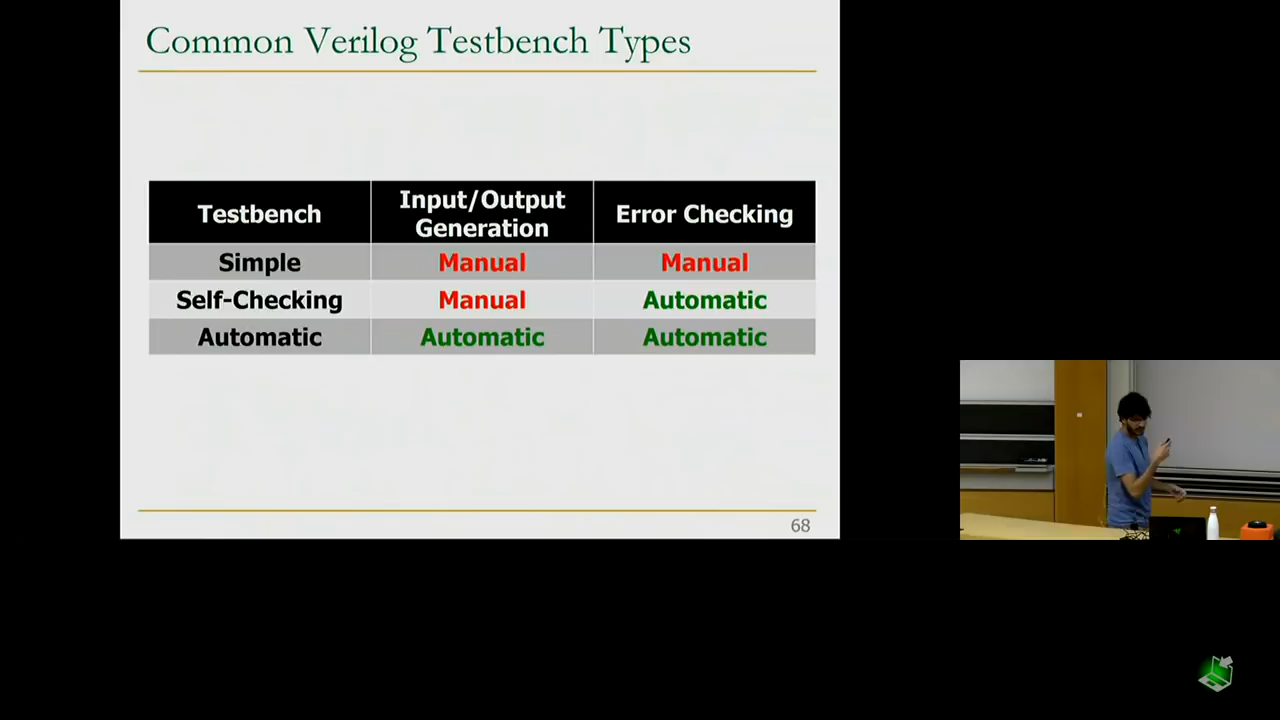 Common Verilog Testbench Types
Testbench
Input/Output
Generation
Error Checking
Simple
Manual
Manual
Self-Checking
Manual
Automatic
Automatic
Automatic
Automatic
68